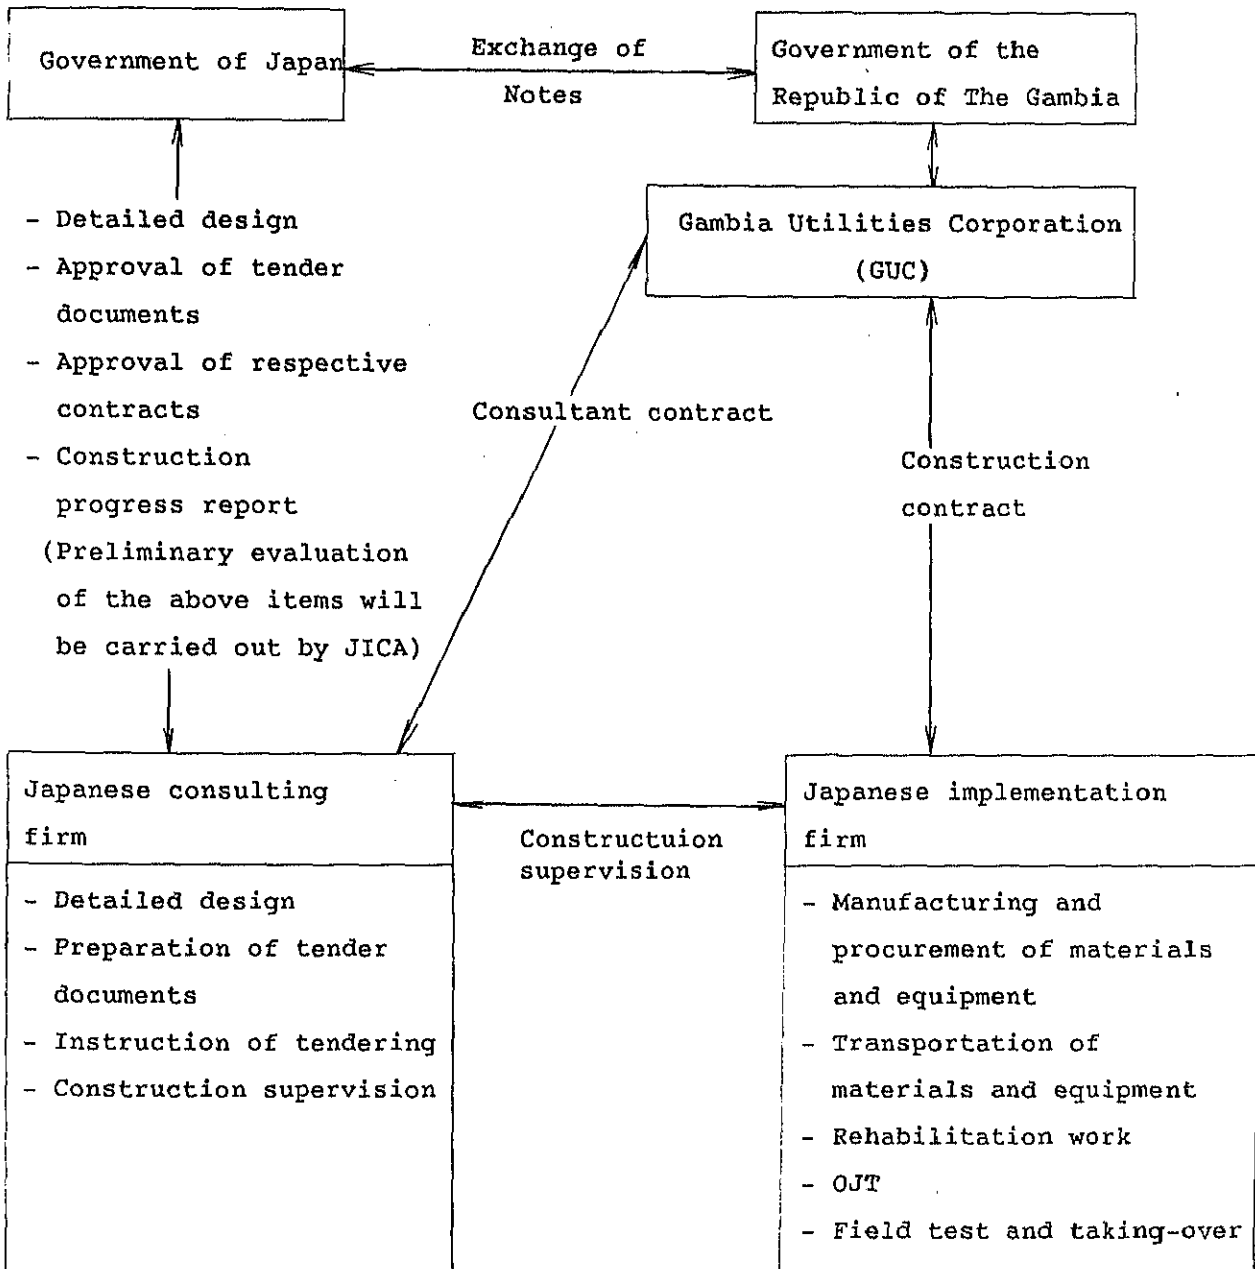 Government of Japan
Exchange of
Notes
Government of the
Republic of The Gambia
Gambia Utilities Corporation
(GUC)
- Detailed design
- Approval of tender
documents
- Approval of respective
contracts
- Construction
progress report
(Preliminary evaluation
of the above items will
be carried out by JICA)
Consultant contract
Construction
contract
Japanese consulting
firm
- Detailed design
- Preparation of tender
documents
- Instruction of tendering
- Construction supervision
Constructuion
supervision
Japanese implementation
firm
- Manufacturing and
procurement of materials
and equipment
- Transportation of
materials and equipment
- Rehabilitation work
- OJT
- Field test and taking-over